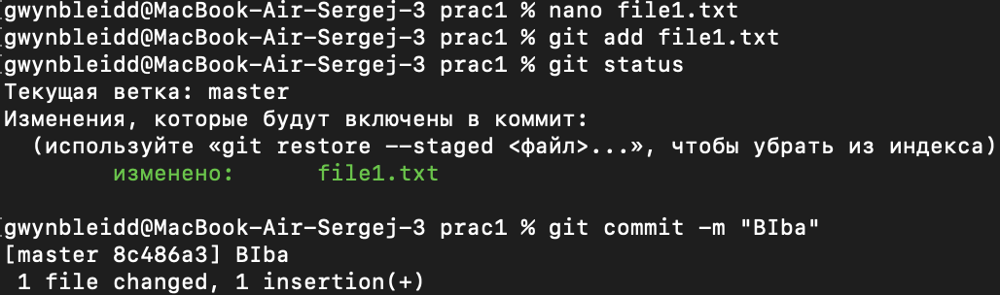 gwynbleidd@MacBook-Air-Sergej-3 prac1 % nano file1.txt
gwynbleidd@MacBook-Air-Sergej-3 prac1 % git add file1.txt
gwynbleidd@MacBook-Air-Sergej-3 prac1 % git status
Текущая ветка: master
Изменения, которые будут включены в коммит:
  (используйте «git restore --staged <файл>...», чтобы убрать из индекса)
        изменено:      file1.txt

gwynbleidd@MacBook-Air-Sergej-3 prac1 % git commit -m "BIba"
[master 8c486a3] BIba
 1 file changed, 1 insertion(+)